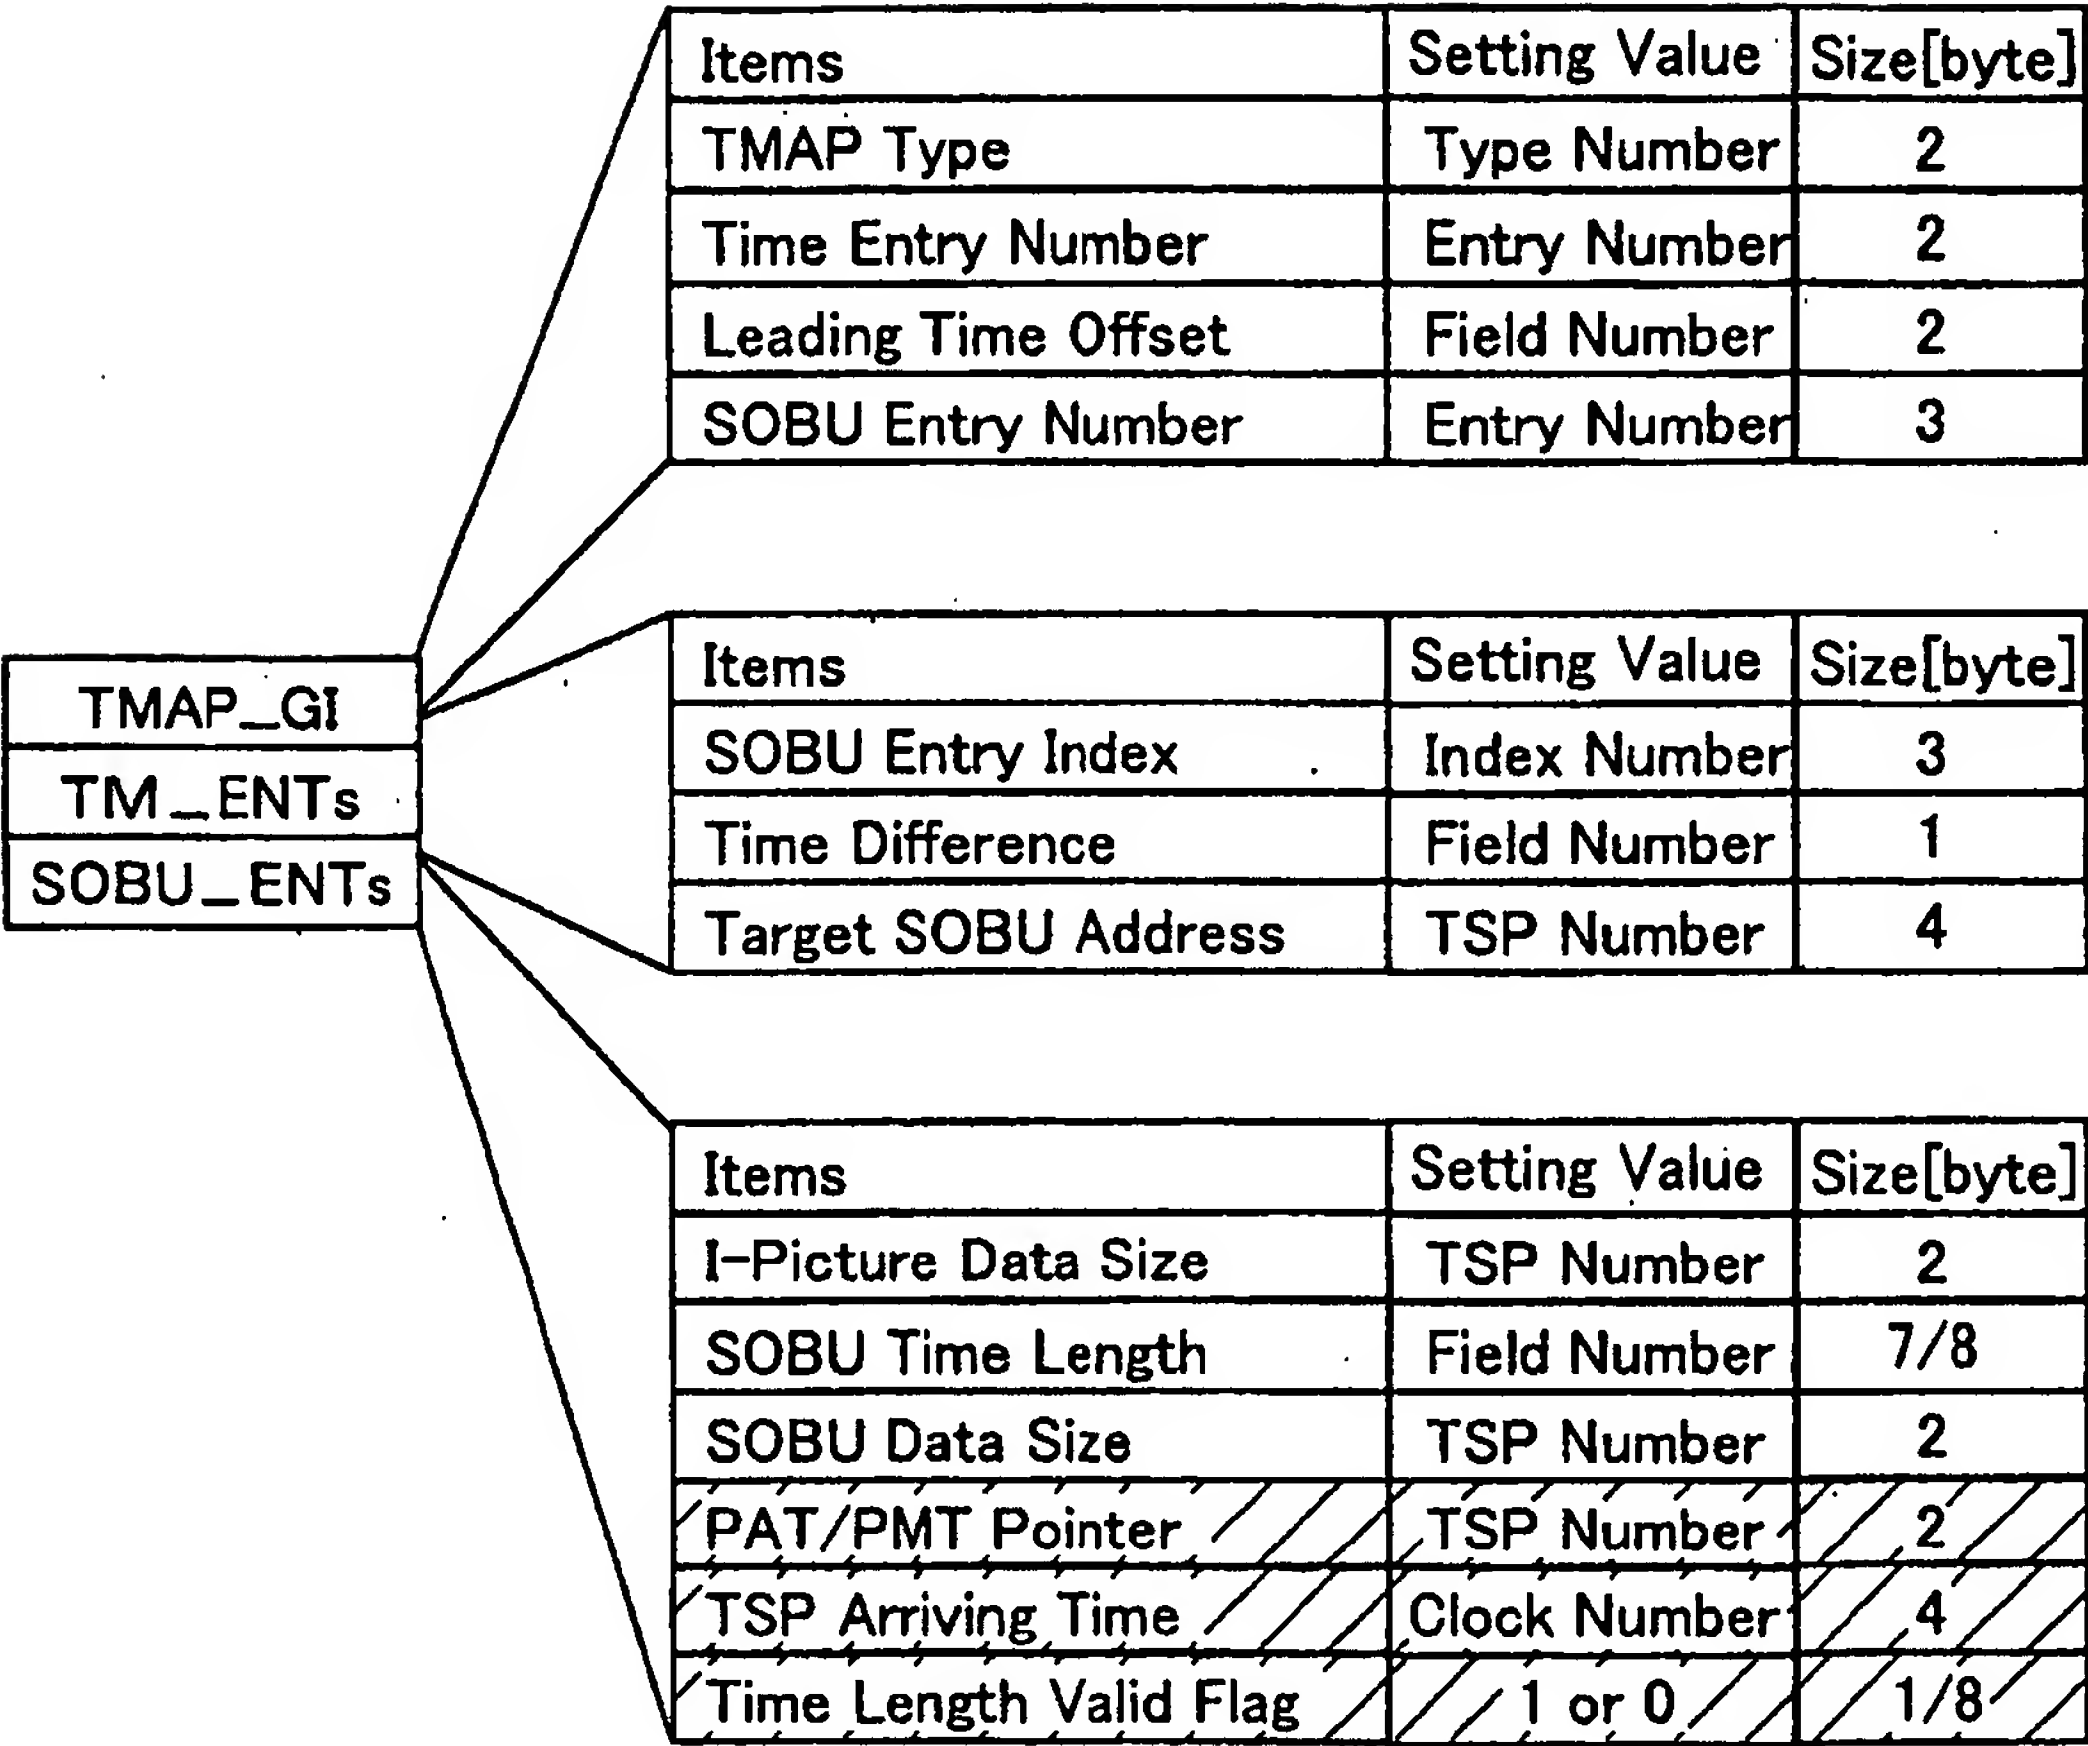 Items Setting Value Size[byte]
TMAP Type Type Number 2
Time Entry Number Entry Number 2
Leading Time Offset Field Number 2
SOBU Entry Number Entry Number 3
TMAP_GI
TM_ENTs
SOBU_ENTs
Items Setting Value Size[byte]
SOBU Entry Index Index Number 3
Time Difference Field Number 1
Target SOBU Address TSP Number 4
Items Setting Value Size[byte]
I-Picture Data Size TSP Number 2
SOBU Time Length Field Number 7/8
SOBU Data Size TSP Number 2
PAT/PMT Pointer TSP Number 2
TSP Arriving Time Clock Number 4
Time Length Valid Flag 1 or 0 1/8